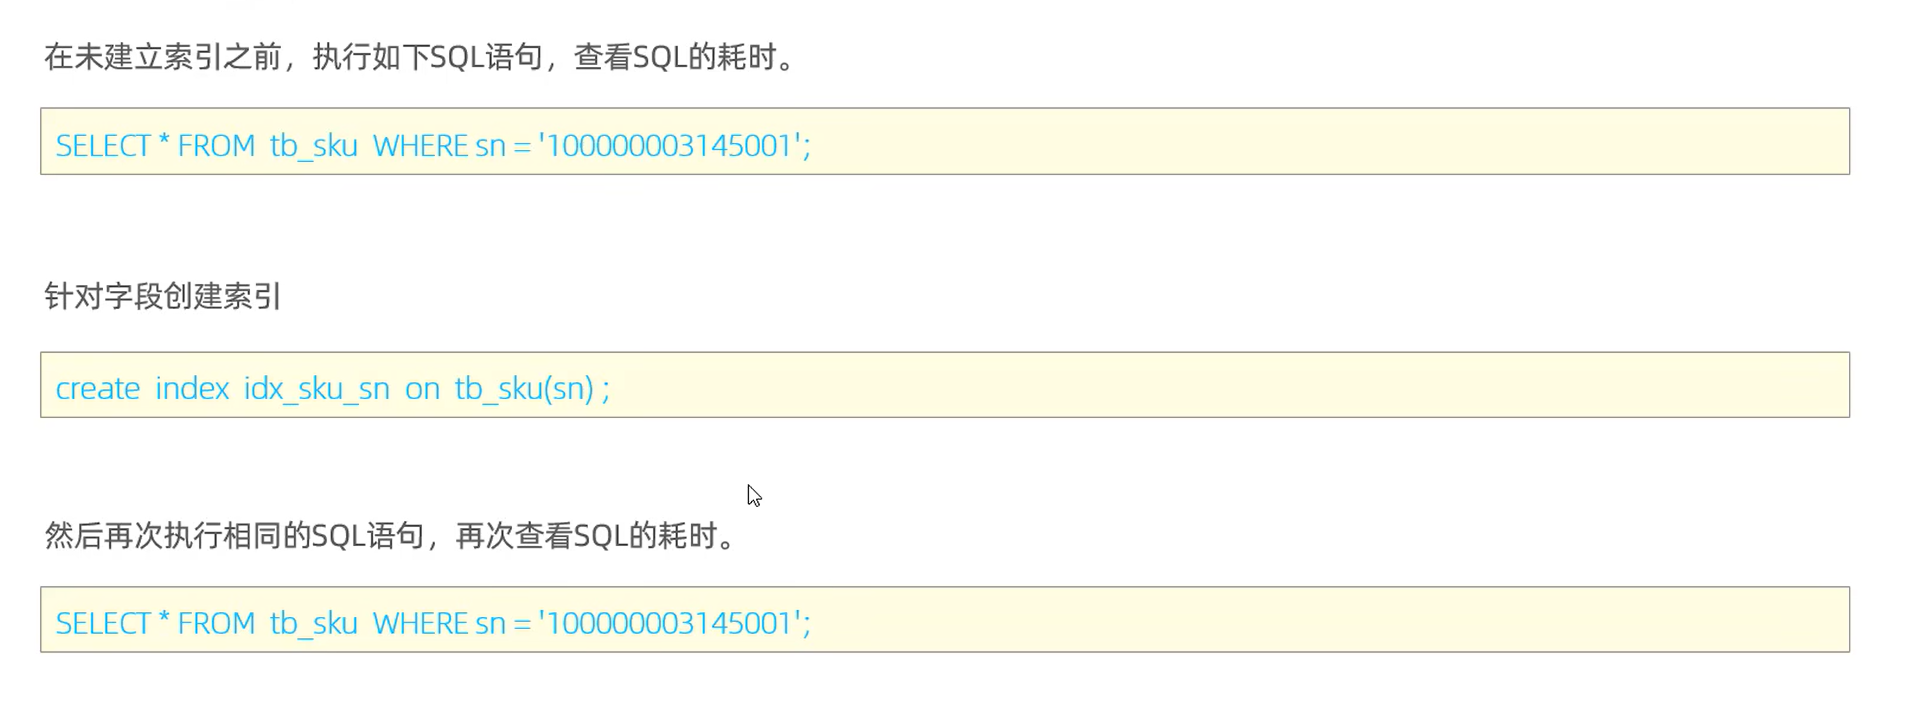 在未建立索引之前，执行如下SQL语句，查看SQL的耗时。
SELECT * FROM tb_sku WHERE sn = '100000003145001';
针对字段创建索引
create index idx_sku_sn on tb_sku(sn) ;
然后再次执行相同的SQL语句，再次查看SQL的耗时。
SELECT * FROM tb_sku WHERE sn = '100000003145001';